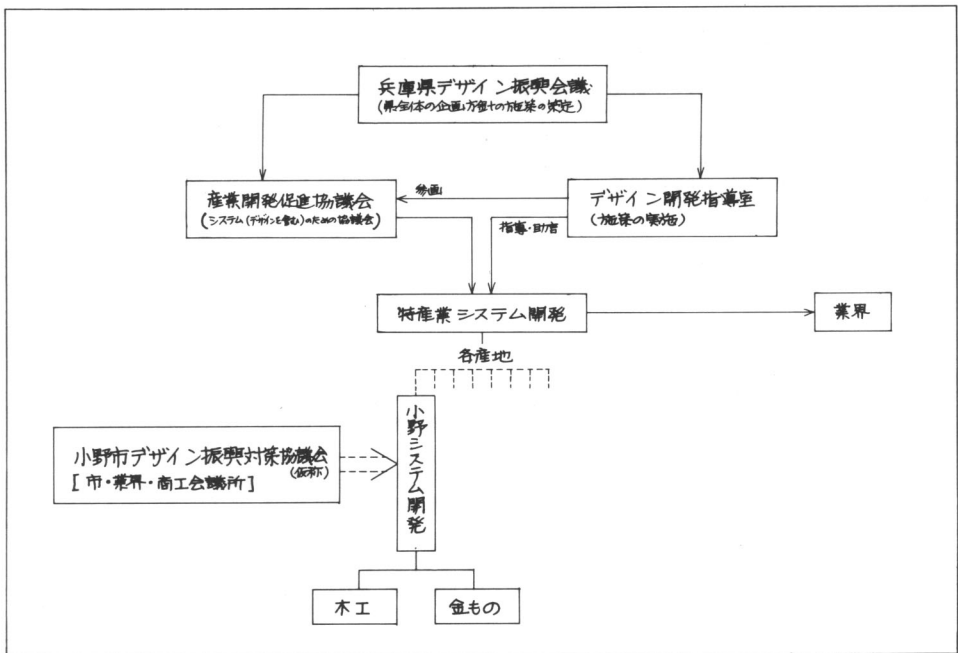 兵庫県デザイン振興会議
(県全体の企画方針の施策の策定)
産業開発促進協議会
(システム(デザインを含む)のための協議会)
参画
デザイン開発指導室
(施策の実施)
指導・助言
特産業システム開発
業界
各産地
小野システム開発
小野市デザイン振興対策協議会
(仮称)
[市・業界・商工会議所]
木工
金もの